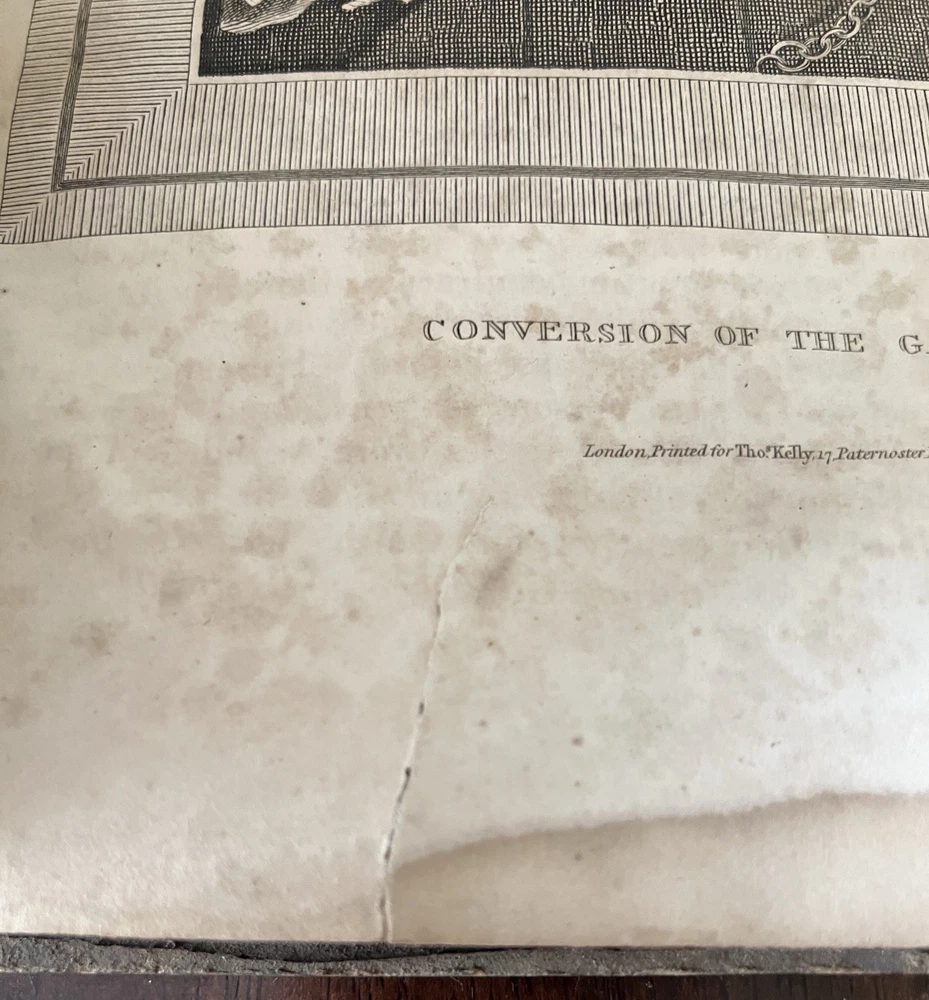 CONVERSION OF THE G
London, Printed for Thoˢ. Kelly, 17, Paternoster